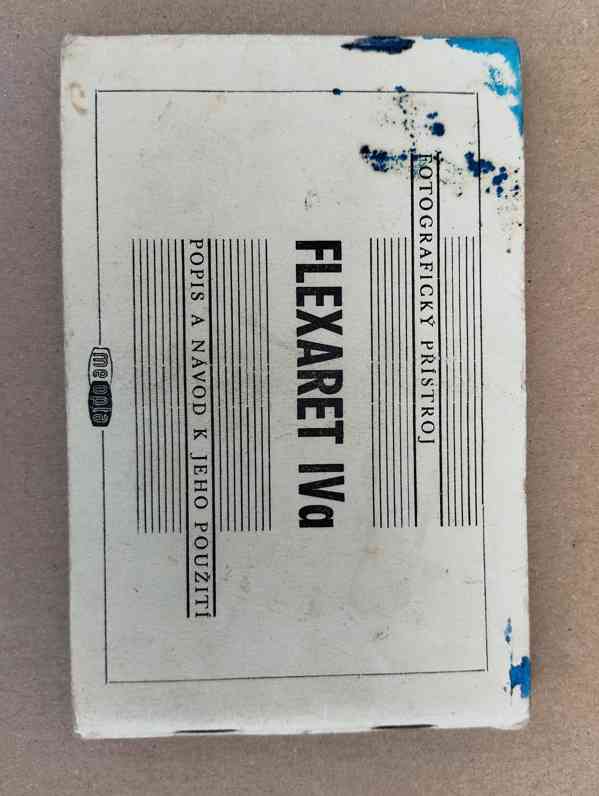 FOTOGRAFICKÝ PŘÍSTROJ
FLEXARET IVa
POPIS A NÁVOD K JEHO POUŽITÍ
meopta